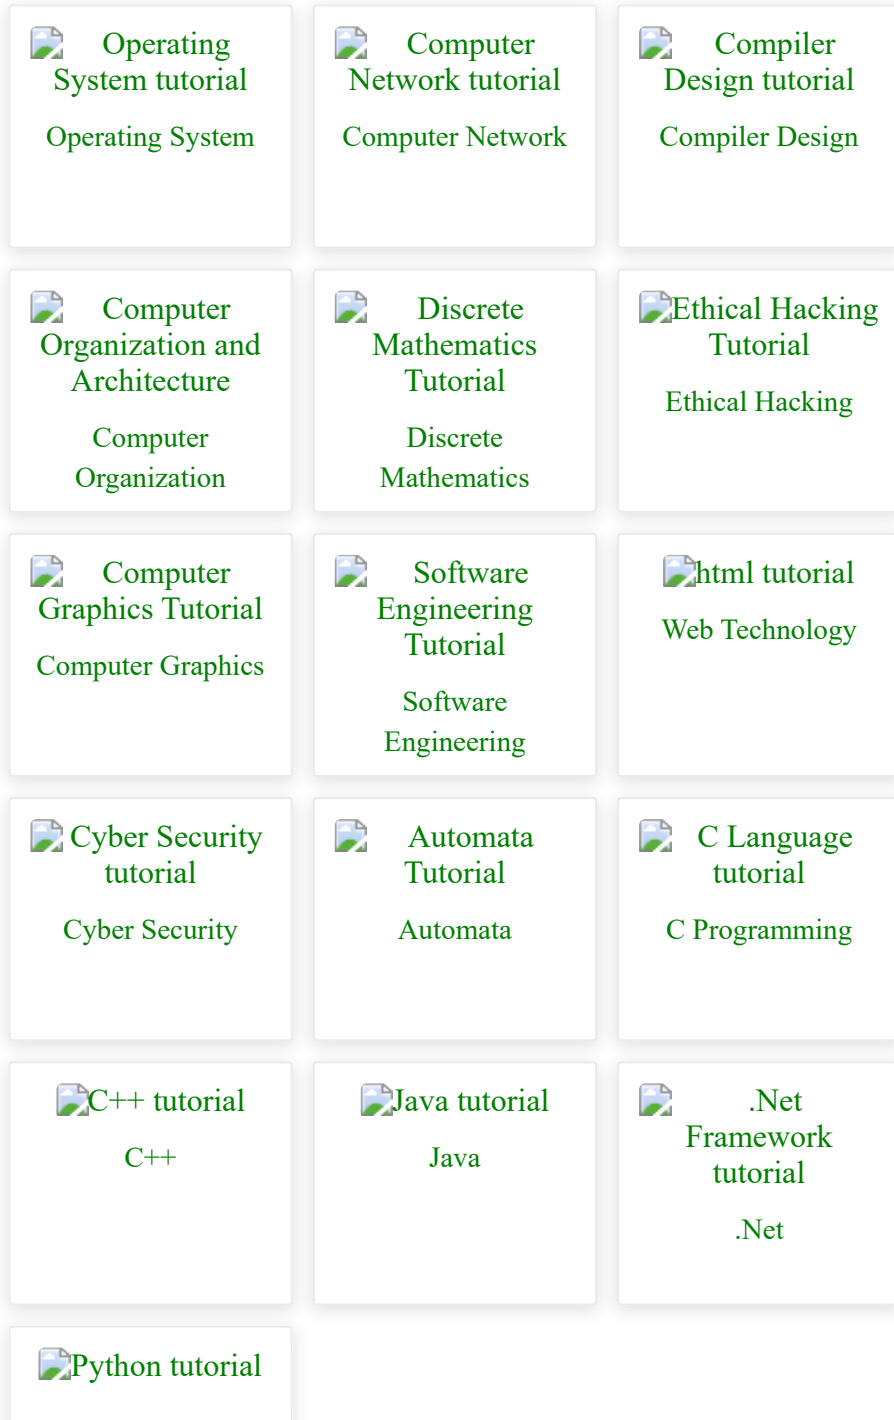 Operating
System tutorial
Operating System
Computer
Network tutorial
Computer Network
Compiler
Design tutorial
Compiler Design
Computer
Organization and
Architecture
Computer
Organization
Discrete
Mathematics
Tutorial
Discrete
Mathematics
Ethical Hacking
Tutorial
Ethical Hacking
Computer
Graphics Tutorial
Computer Graphics
Software
Engineering
Tutorial
Software
Engineering
html tutorial
Web Technology
Cyber Security
tutorial
Cyber Security
Automata
Tutorial
Automata
C Language
tutorial
C Programming
C++ tutorial
C++
Java tutorial
Java
.Net
Framework
tutorial
.Net
Python tutorial